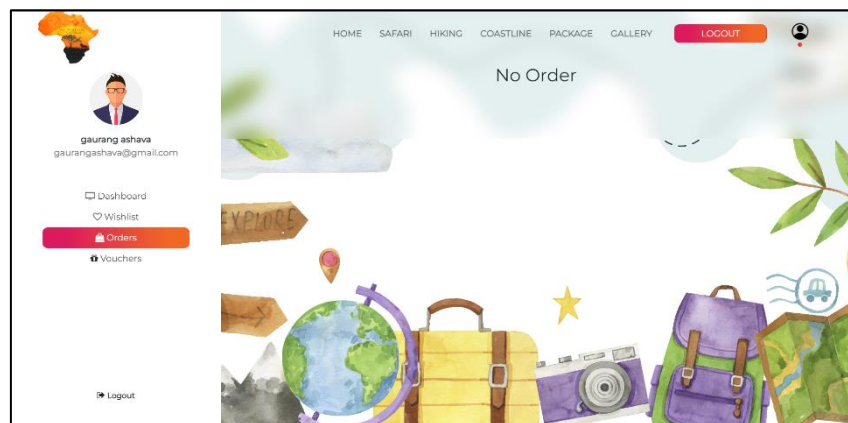 HOME SAFARI HIKING COASTLINE PACKAGE GALLERY LOGOUT
No Order
gaurang ashava
gaurangashava@gmail.com
Dashboard
Wishlist
Orders
Vouchers
Logout
EXPLORE